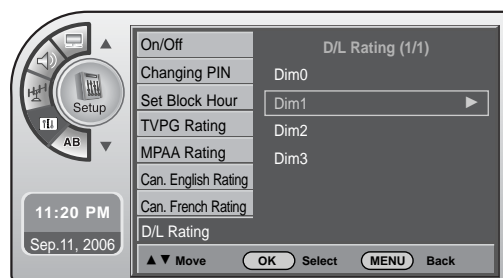 On/Off
Changing PIN
Set Block Hour
TVPG Rating
MPAA Rating
Can. English Rating
Can. French Rating
D/L Rating
D/L Rating (1/1)
Dim0
Dim1
Dim2
Dim3
Setup
AB
11:20 PM
Sep.11, 2006
▲▼ Move OK Select MENU Back